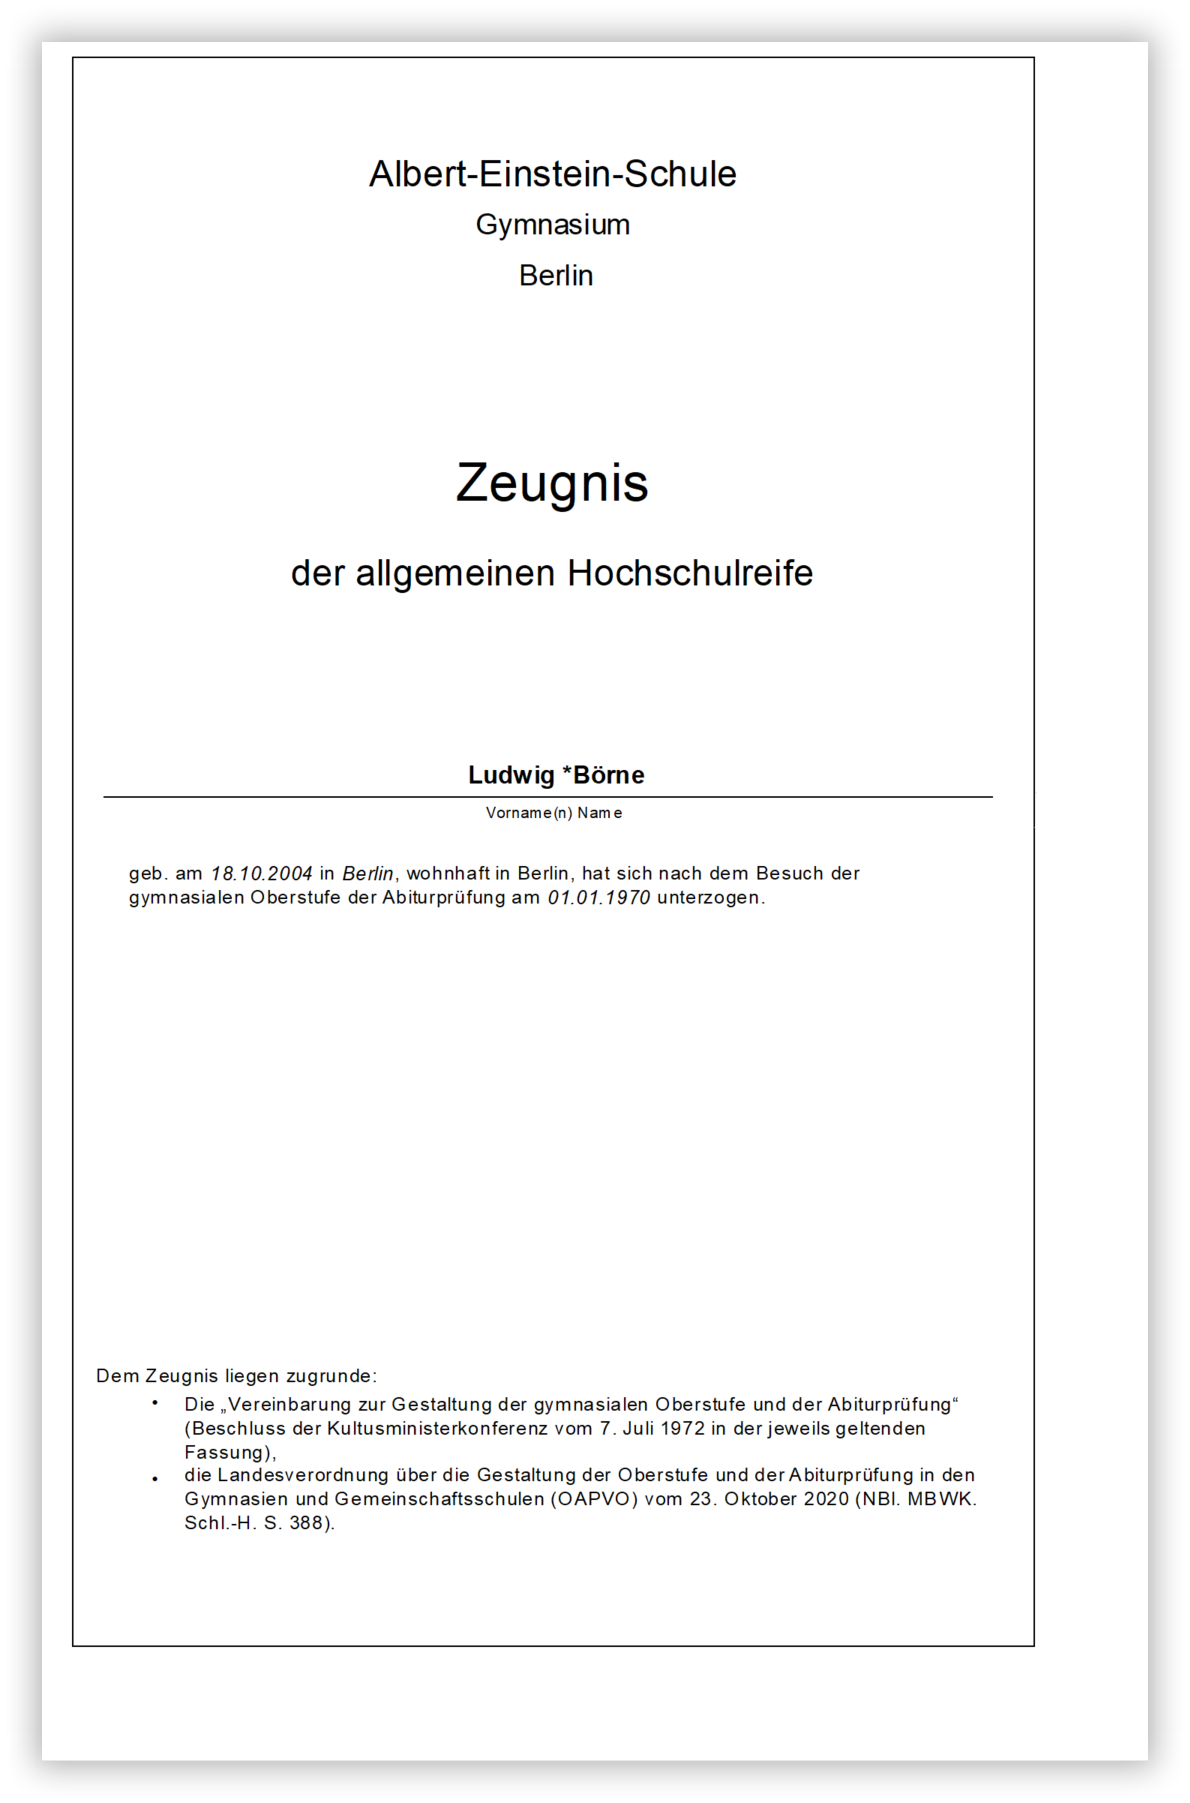 Albert-Einstein-Schule
Gymnasium
Berlin
Zeugnis
der allgemeinen Hochschulreife
Ludwig *Börne
Vorname(n) Name
geb. am 18.10.2004 in Berlin, wohnhaft in Berlin, hat sich nach dem Besuch der
gymnasialen Oberstufe der Abiturprüfung am 01.01.1970 unterzogen.
Dem Zeugnis liegen zugrunde:
• Die „Vereinbarung zur Gestaltung der gymnasialen Oberstufe und der Abiturprüfung“
(Beschluss der Kultusministerkonferenz vom 7. Juli 1972 in der jeweils geltenden
Fassung),
• die Landesverordnung über die Gestaltung der Oberstufe und der Abiturprüfung in den
Gymnasien und Gemeinschaftsschulen (OAPVO) vom 23. Oktober 2020 (NBl. MBWK.
Schl.-H. S. 388).